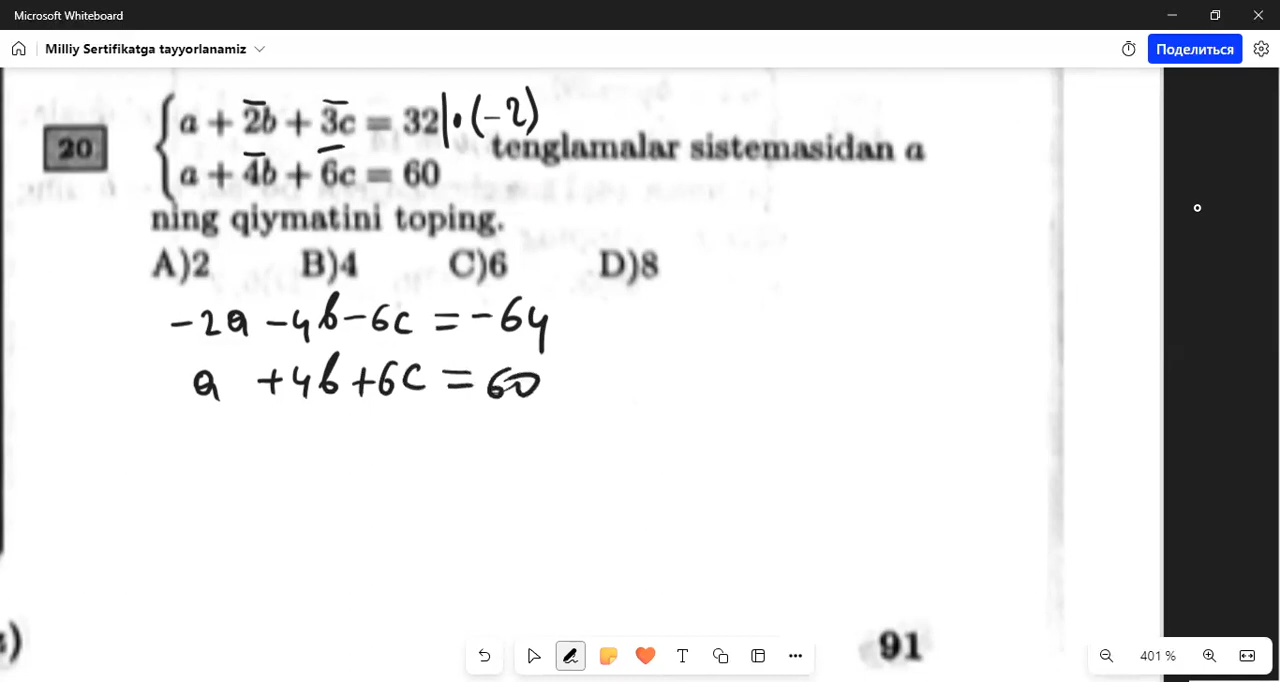 Microsoft Whiteboard
Milliy Sertifikatga tayyorlanamiz
Поделиться
20
a + 2b + 3c = 32 | · (-2)
a + 4b + 6c = 60
tenglamalar sistemasidan a
ning qiymatini toping.
A)2 B)4 C)6 D)8
-2a -4b -6c = -64
a +4b +6c = 60
91
401 %